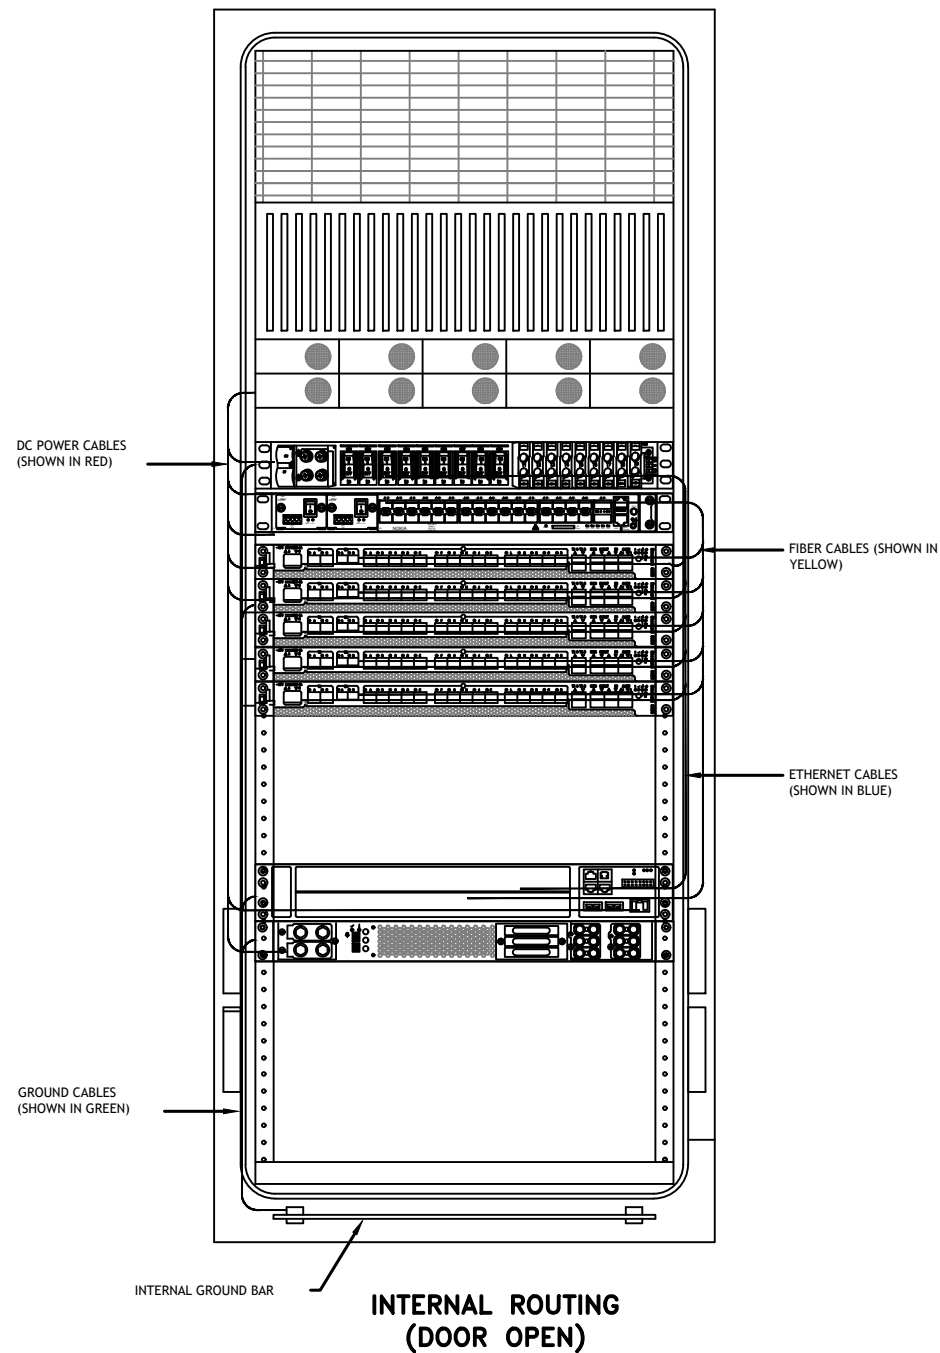 DC POWER CABLES
(SHOWN IN RED)
NOKIA
FIBER CABLES (SHOWN IN
YELLOW)
ETHERNET CABLES
(SHOWN IN BLUE)
GROUND CABLES
(SHOWN IN GREEN)
INTERNAL GROUND BAR
INTERNAL ROUTING
(DOOR OPEN)